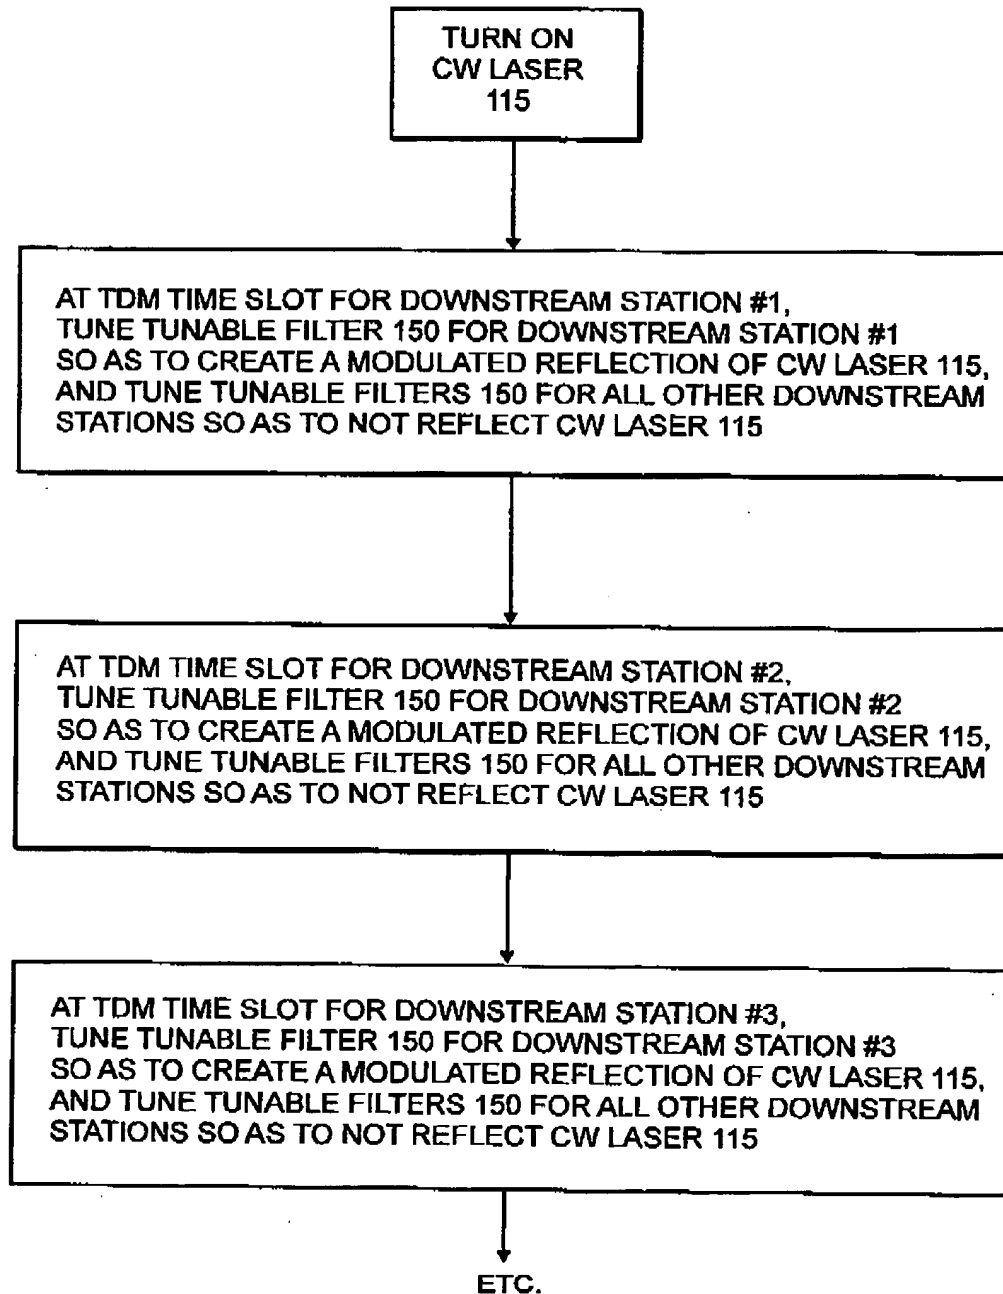 TURN ON
CW LASER
115
AT TDM TIME SLOT FOR DOWNSTREAM STATION #1,
TUNE TUNABLE FILTER 150 FOR DOWNSTREAM STATION #1
SO AS TO CREATE A MODULATED REFLECTION OF CW LASER 115,
AND TUNE TUNABLE FILTERS 150 FOR ALL OTHER DOWNSTREAM
STATIONS SO AS TO NOT REFLECT CW LASER 115
AT TDM TIME SLOT FOR DOWNSTREAM STATION #2,
TUNE TUNABLE FILTER 150 FOR DOWNSTREAM STATION #2
SO AS TO CREATE A MODULATED REFLECTION OF CW LASER 115,
AND TUNE TUNABLE FILTERS 150 FOR ALL OTHER DOWNSTREAM
STATIONS SO AS TO NOT REFLECT CW LASER 115
AT TDM TIME SLOT FOR DOWNSTREAM STATION #3,
TUNE TUNABLE FILTER 150 FOR DOWNSTREAM STATION #3
SO AS TO CREATE A MODULATED REFLECTION OF CW LASER 115,
AND TUNE TUNABLE FILTERS 150 FOR ALL OTHER DOWNSTREAM
STATIONS SO AS TO NOT REFLECT CW LASER 115
ETC.